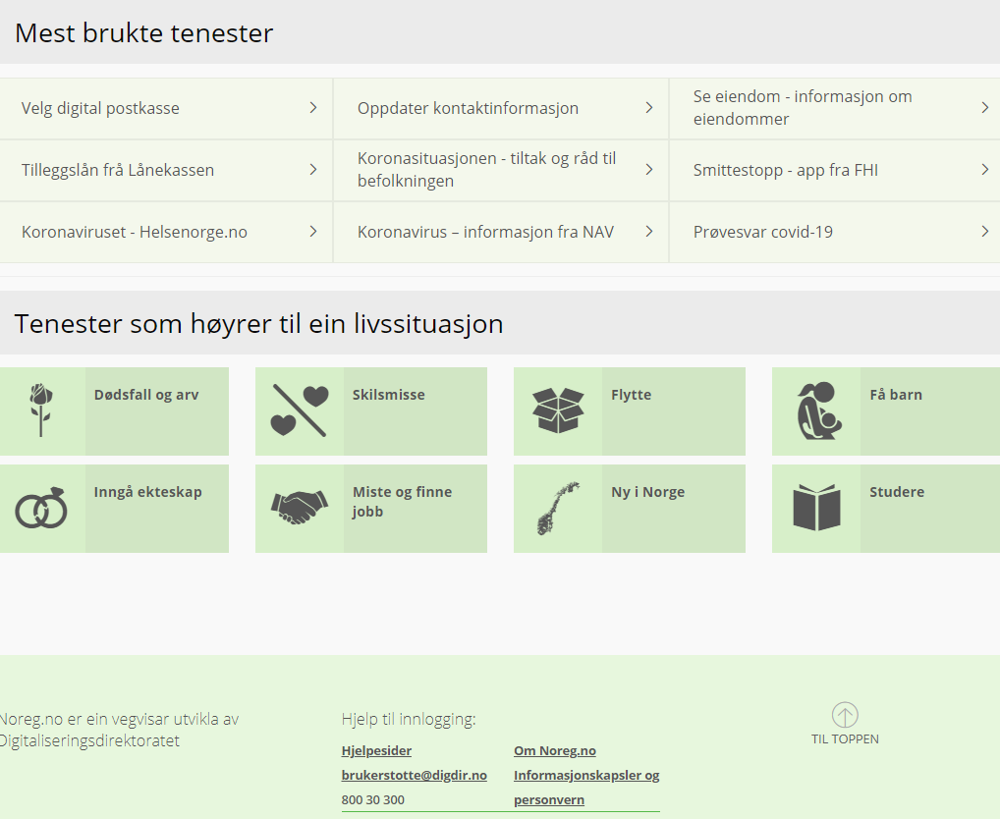 Mest brukte tenester
Velg digital postkasse
Oppdater kontaktinformasjon
Se eiendom - informasjon om
eiendommer
Tilleggslån frå Lånekassen
Koronasituasjonen - tiltak og råd til
befolkningen
Smittestopp - app fra FHI
Koronaviruset - Helsenorge.no
Koronavirus – informasjon fra NAV
Prøvesvar covid-19
Tenester som høyrer til ein livssituasjon
Dødsfall og arv
Skilsmisse
Flytte
Få barn
Inngå ekteskap
Miste og finne
jobb
Ny i Norge
Studere
Noreg.no er ein vegvisar utvikla av
Digitaliseringsdirektoratet
Hjelp til innlogging:
Hjelpesider
brukerstotte@digdir.no
800 30 300
Om Noreg.no
Informasjonskapsler og
personvern
TIL TOPPEN